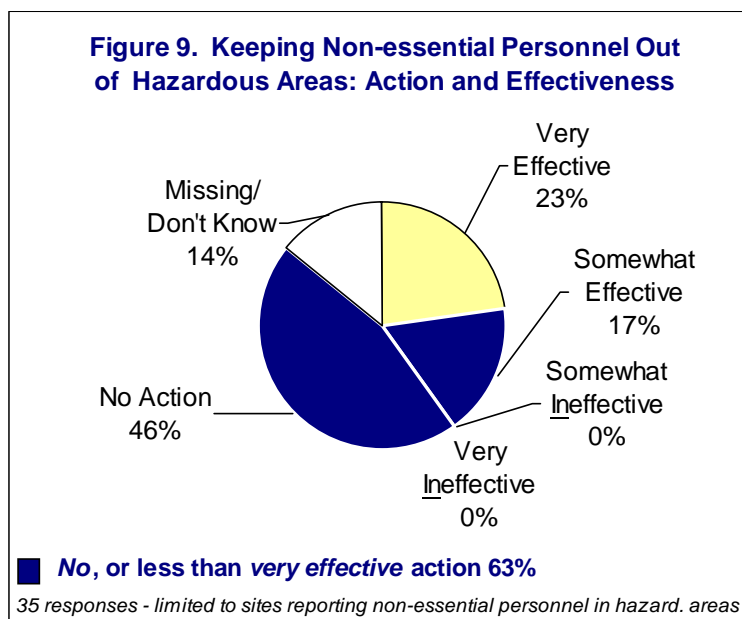 Figure 9.  Keeping Non-essential Personnel Out
of  Hazardous Areas: Action and Effectiveness
Very
Effective
23%
Somewhat
Effective
17%
Somewhat
Ineffective
0%
Very
Ineffective
0%
No Action
46%
Missing/
Don't Know
14%
No, or less than very effective action 63%
35 responses - limited to sites reporting non-essential personnel in hazard. areas